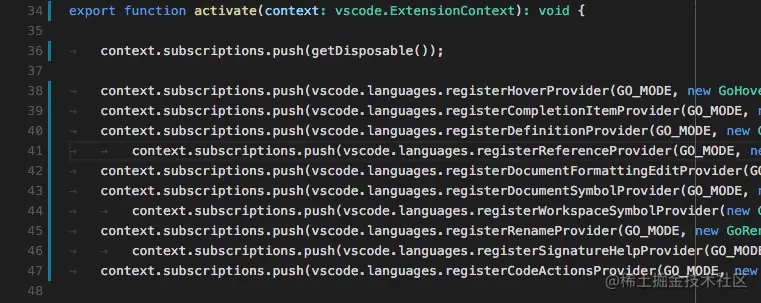 34 export function activate(context: vscode.ExtensionContext): void {
35
36 → context.subscriptions.push(getDisposable());
37
38 → context.subscriptions.push(vscode.languages.registerHoverProvider(GO_MODE, new GoHove
39 → context.subscriptions.push(vscode.languages.registerCompletionItemProvider(GO_MODE, n
40 → context.subscriptions.push(vscode.languages.registerDefinitionProvider(GO_MODE, new G
41 → → context.subscriptions.push(vscode.languages.registerReferenceProvider(GO_MODE, ne
42 → context.subscriptions.push(vscode.languages.registerDocumentFormattingEditProvider(GO
43 → context.subscriptions.push(vscode.languages.registerDocumentSymbolProvider(GO_MODE, n
44 → → context.subscriptions.push(vscode.languages.registerWorkspaceSymbolProvider(new G
45 → context.subscriptions.push(vscode.languages.registerRenameProvider(GO_MODE, new GoRen
46 → → context.subscriptions.push(vscode.languages.registerSignatureHelpProvider(GO_MODE
47 → context.subscriptions.push(vscode.languages.registerCodeActionsProvider(GO_MODE, new
48
@稀土掘金技术社区